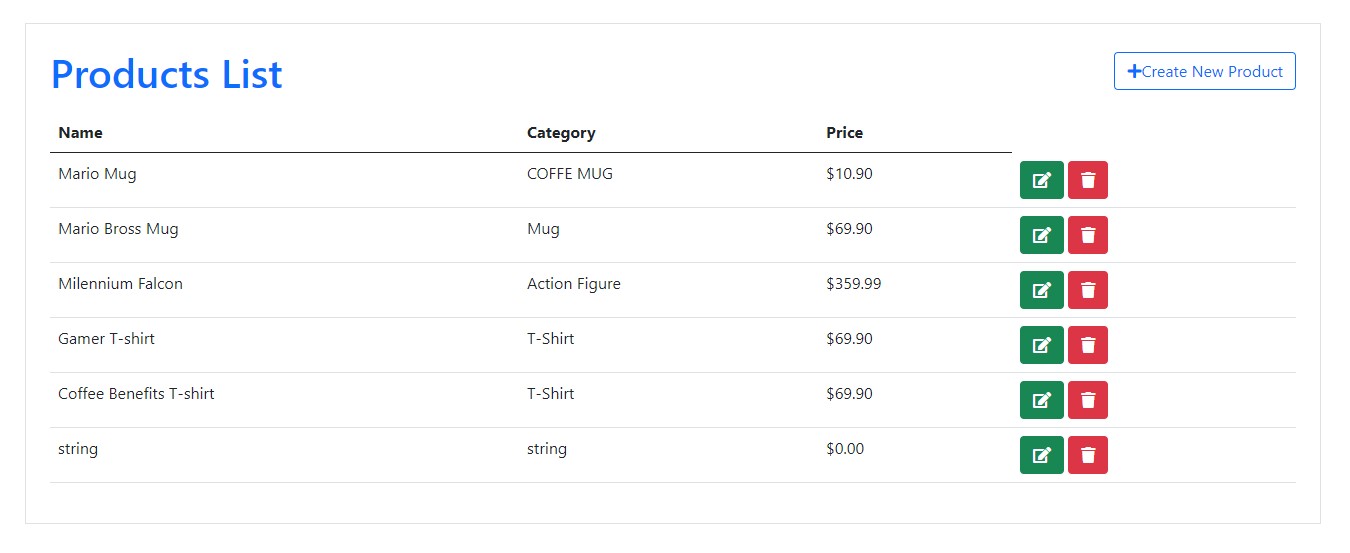 Products List
Create New Product
Name Category Price
Mario Mug COFFE MUG $10.90
Mario Bross Mug Mug $69.90
Milennium Falcon Action Figure $359.99
Gamer T-shirt T-Shirt $69.90
Coffee Benefits T-shirt T-Shirt $69.90
string string $0.00